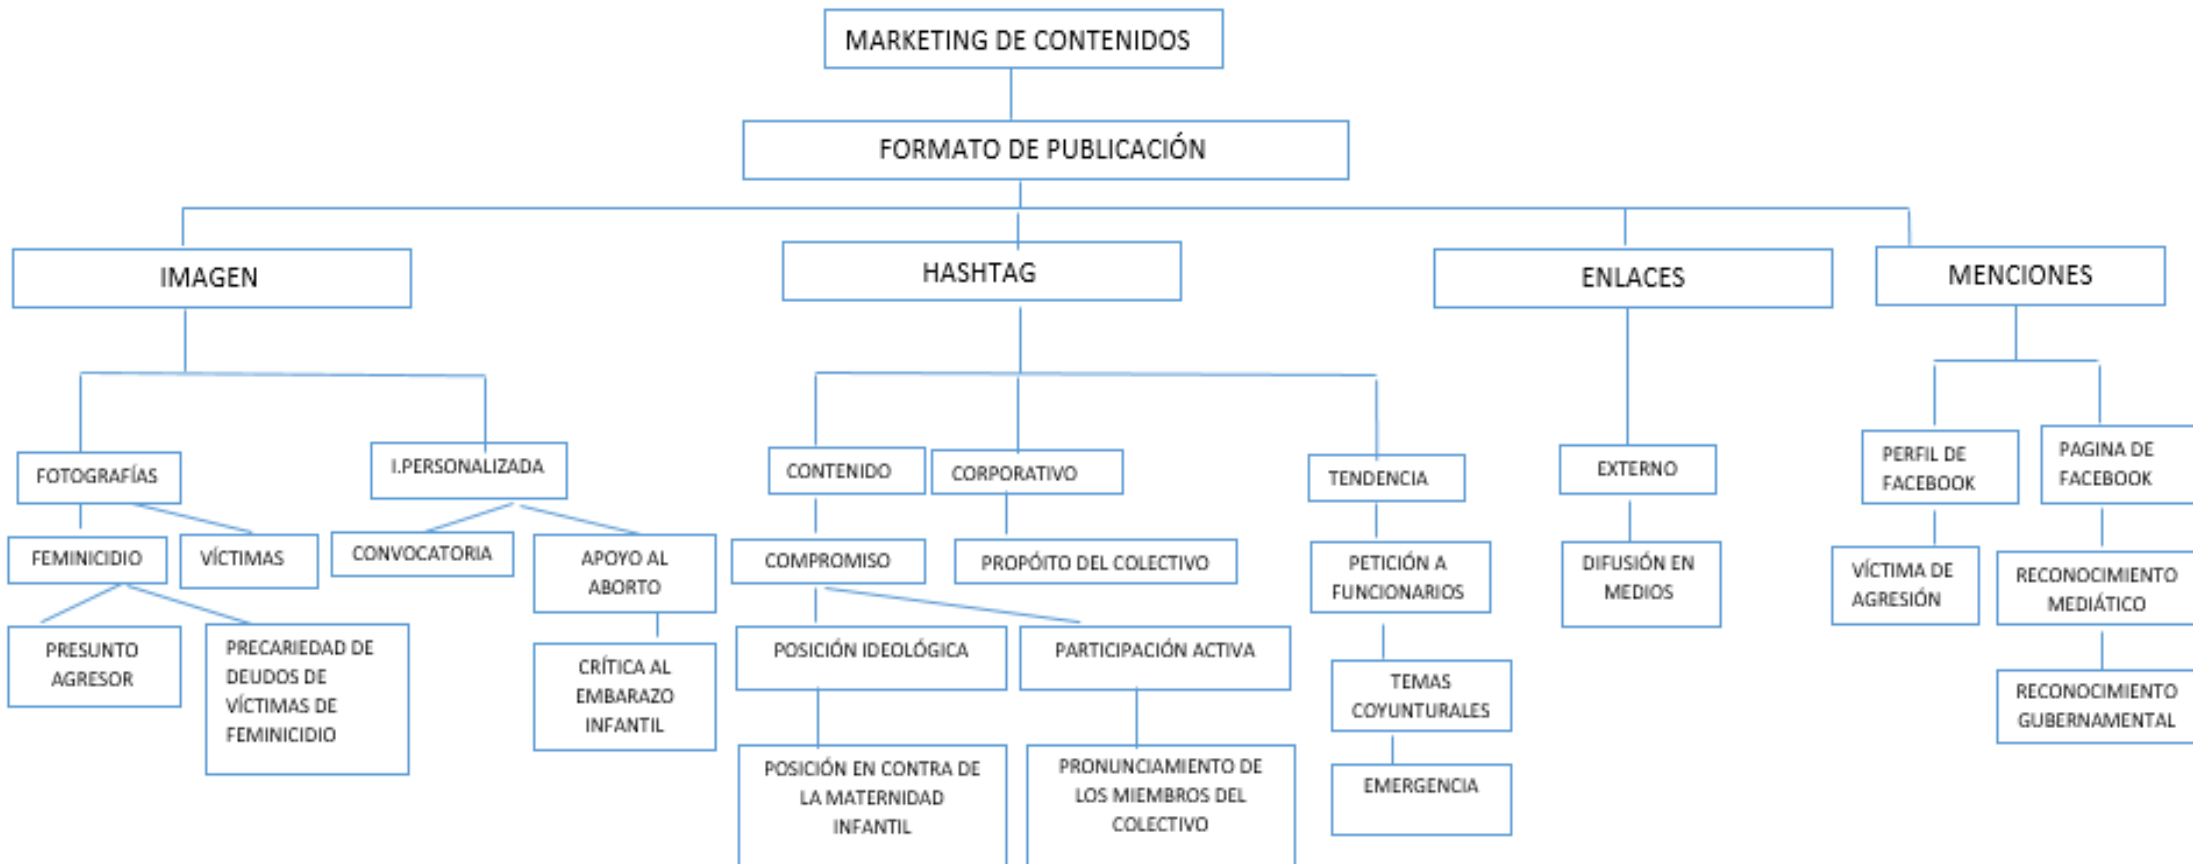 MARKETING DE CONTENIDOS
FORMATO DE PUBLICACIÓN
IMAGEN
HASHTAG
ENLACES
MENCIONES
FOTOGRAFÍAS
I.PERSONALIZADA
CONTENIDO
CORPORATIVO
TENDENCIA
EXTERNO
PERFIL DE
FACEBOOK
PAGINA DE
FACEBOOK
FEMINICIDIO
VÍCTIMAS
CONVOCATORIA
APOYO AL
ABORTO
COMPROMISO
PROPÓITO DEL COLECTIVO
PETICIÓN A
FUNCIONARIOS
DIFUSIÓN EN
MEDIOS
VÍCTIMA DE
AGRESIÓN
RECONOCIMIENTO
MEDIÁTICO
PRESUNTO
AGRESOR
PRECARIEDAD DE
DEUDOS DE
VÍCTIMAS DE
FEMINICIDIO
CRÍTICA AL
EMBARAZO
INFANTIL
POSICIÓN IDEOLÓGICA
PARTICIPACIÓN ACTIVA
TEMAS
COYUNTURALES
RECONOCIMIENTO
GUBERNAMENTAL
POSICIÓN EN CONTRA DE
LA MATERNIDAD
INFANTIL
PRONUNCIAMIENTO DE
LOS MIEMBROS DEL
COLECTIVO
EMERGENCIA